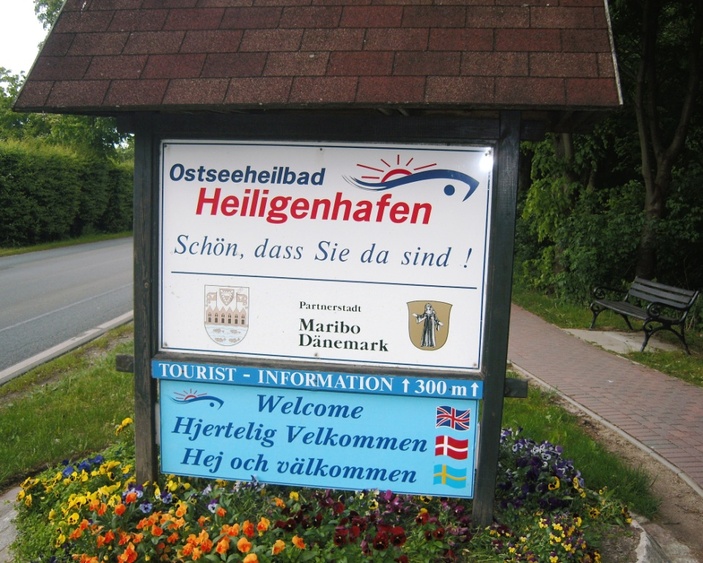 Ostseeheilbad
Heiligenhafen
Schön, dass Sie da sind !
Partnerstadt
Maribo
Dänemark
TOURIST - INFORMATION ↑ 300 m ↑
Welcome
Hjertelig Velkommen
Hej och välkommen